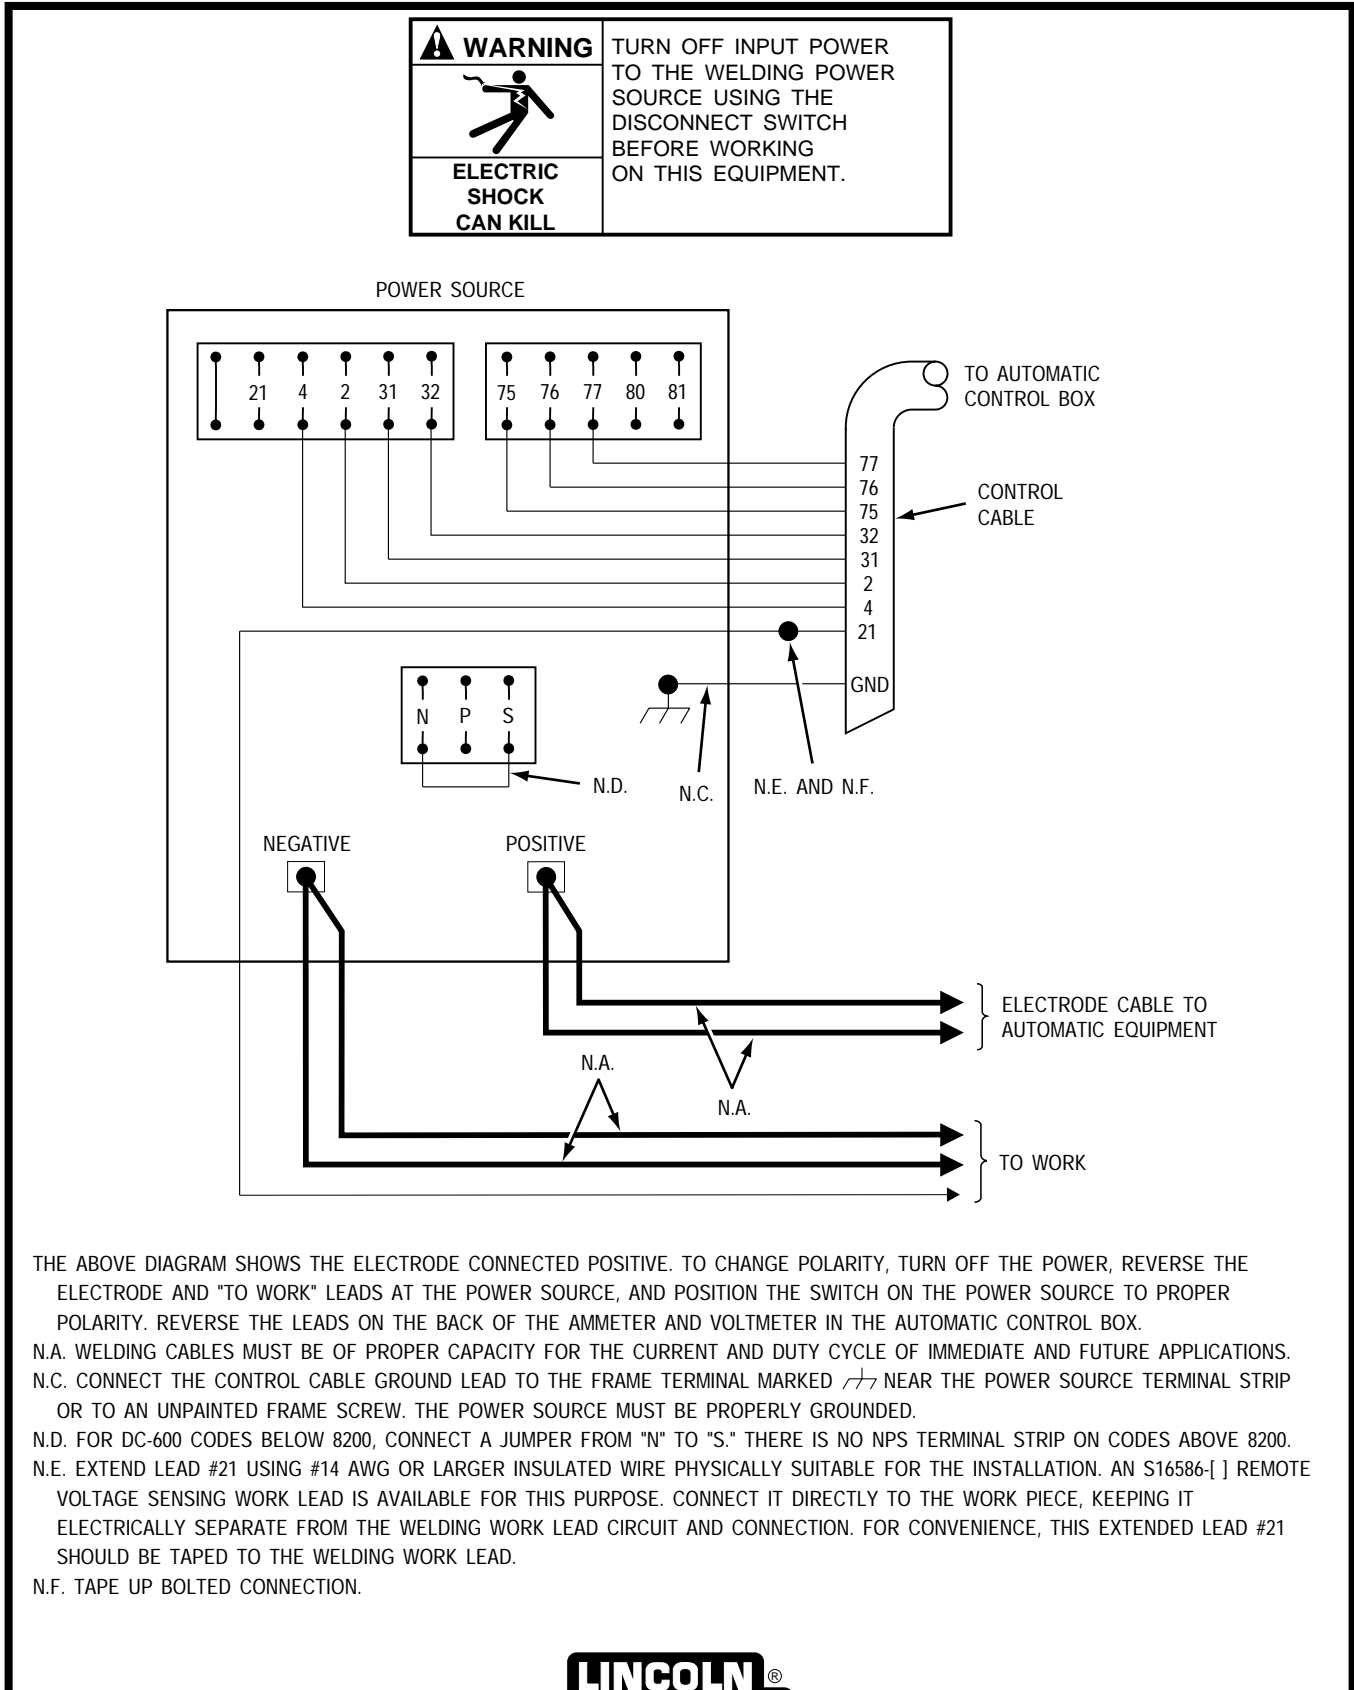 WARNING
ELECTRIC
SHOCK
CAN KILL
TURN OFF INPUT POWER
TO THE WELDING POWER
SOURCE USING THE
DISCONNECT SWITCH
BEFORE WORKING
ON THIS EQUIPMENT.
POWER SOURCE
21 4 2 31 32 75 76 77 80 81
TO AUTOMATIC
CONTROL BOX
77
76
75
32
31
2
4
21
GND
CONTROL
CABLE
N P S
N.D.
N.C.
N.E. AND N.F.
NEGATIVE
POSITIVE
ELECTRODE CABLE TO
AUTOMATIC EQUIPMENT
N.A.
N.A.
TO WORK
THE ABOVE DIAGRAM SHOWS THE ELECTRODE CONNECTED POSITIVE. TO CHANGE POLARITY, TURN OFF THE POWER, REVERSE THE
ELECTRODE AND "TO WORK" LEADS AT THE POWER SOURCE, AND POSITION THE SWITCH ON THE POWER SOURCE TO PROPER
POLARITY. REVERSE THE LEADS ON THE BACK OF THE AMMETER AND VOLTMETER IN THE AUTOMATIC CONTROL BOX.
N.A. WELDING CABLES MUST BE OF PROPER CAPACITY FOR THE CURRENT AND DUTY CYCLE OF IMMEDIATE AND FUTURE APPLICATIONS.
N.C. CONNECT THE CONTROL CABLE GROUND LEAD TO THE FRAME TERMINAL MARKED NEAR THE POWER SOURCE TERMINAL STRIP
OR TO AN UNPAINTED FRAME SCREW. THE POWER SOURCE MUST BE PROPERLY GROUNDED.
N.D. FOR DC-600 CODES BELOW 8200, CONNECT A JUMPER FROM "N" TO "S." THERE IS NO NPS TERMINAL STRIP ON CODES ABOVE 8200.
N.E. EXTEND LEAD #21 USING #14 AWG OR LARGER INSULATED WIRE PHYSICALLY SUITABLE FOR THE INSTALLATION. AN S16586-[ ] REMOTE
VOLTAGE SENSING WORK LEAD IS AVAILABLE FOR THIS PURPOSE. CONNECT IT DIRECTLY TO THE WORK PIECE, KEEPING IT
ELECTRICALLY SEPARATE FROM THE WELDING WORK LEAD CIRCUIT AND CONNECTION. FOR CONVENIENCE, THIS EXTENDED LEAD #21
SHOULD BE TAPED TO THE WELDING WORK LEAD.
N.F. TAPE UP BOLTED CONNECTION.
LINCOLN ®